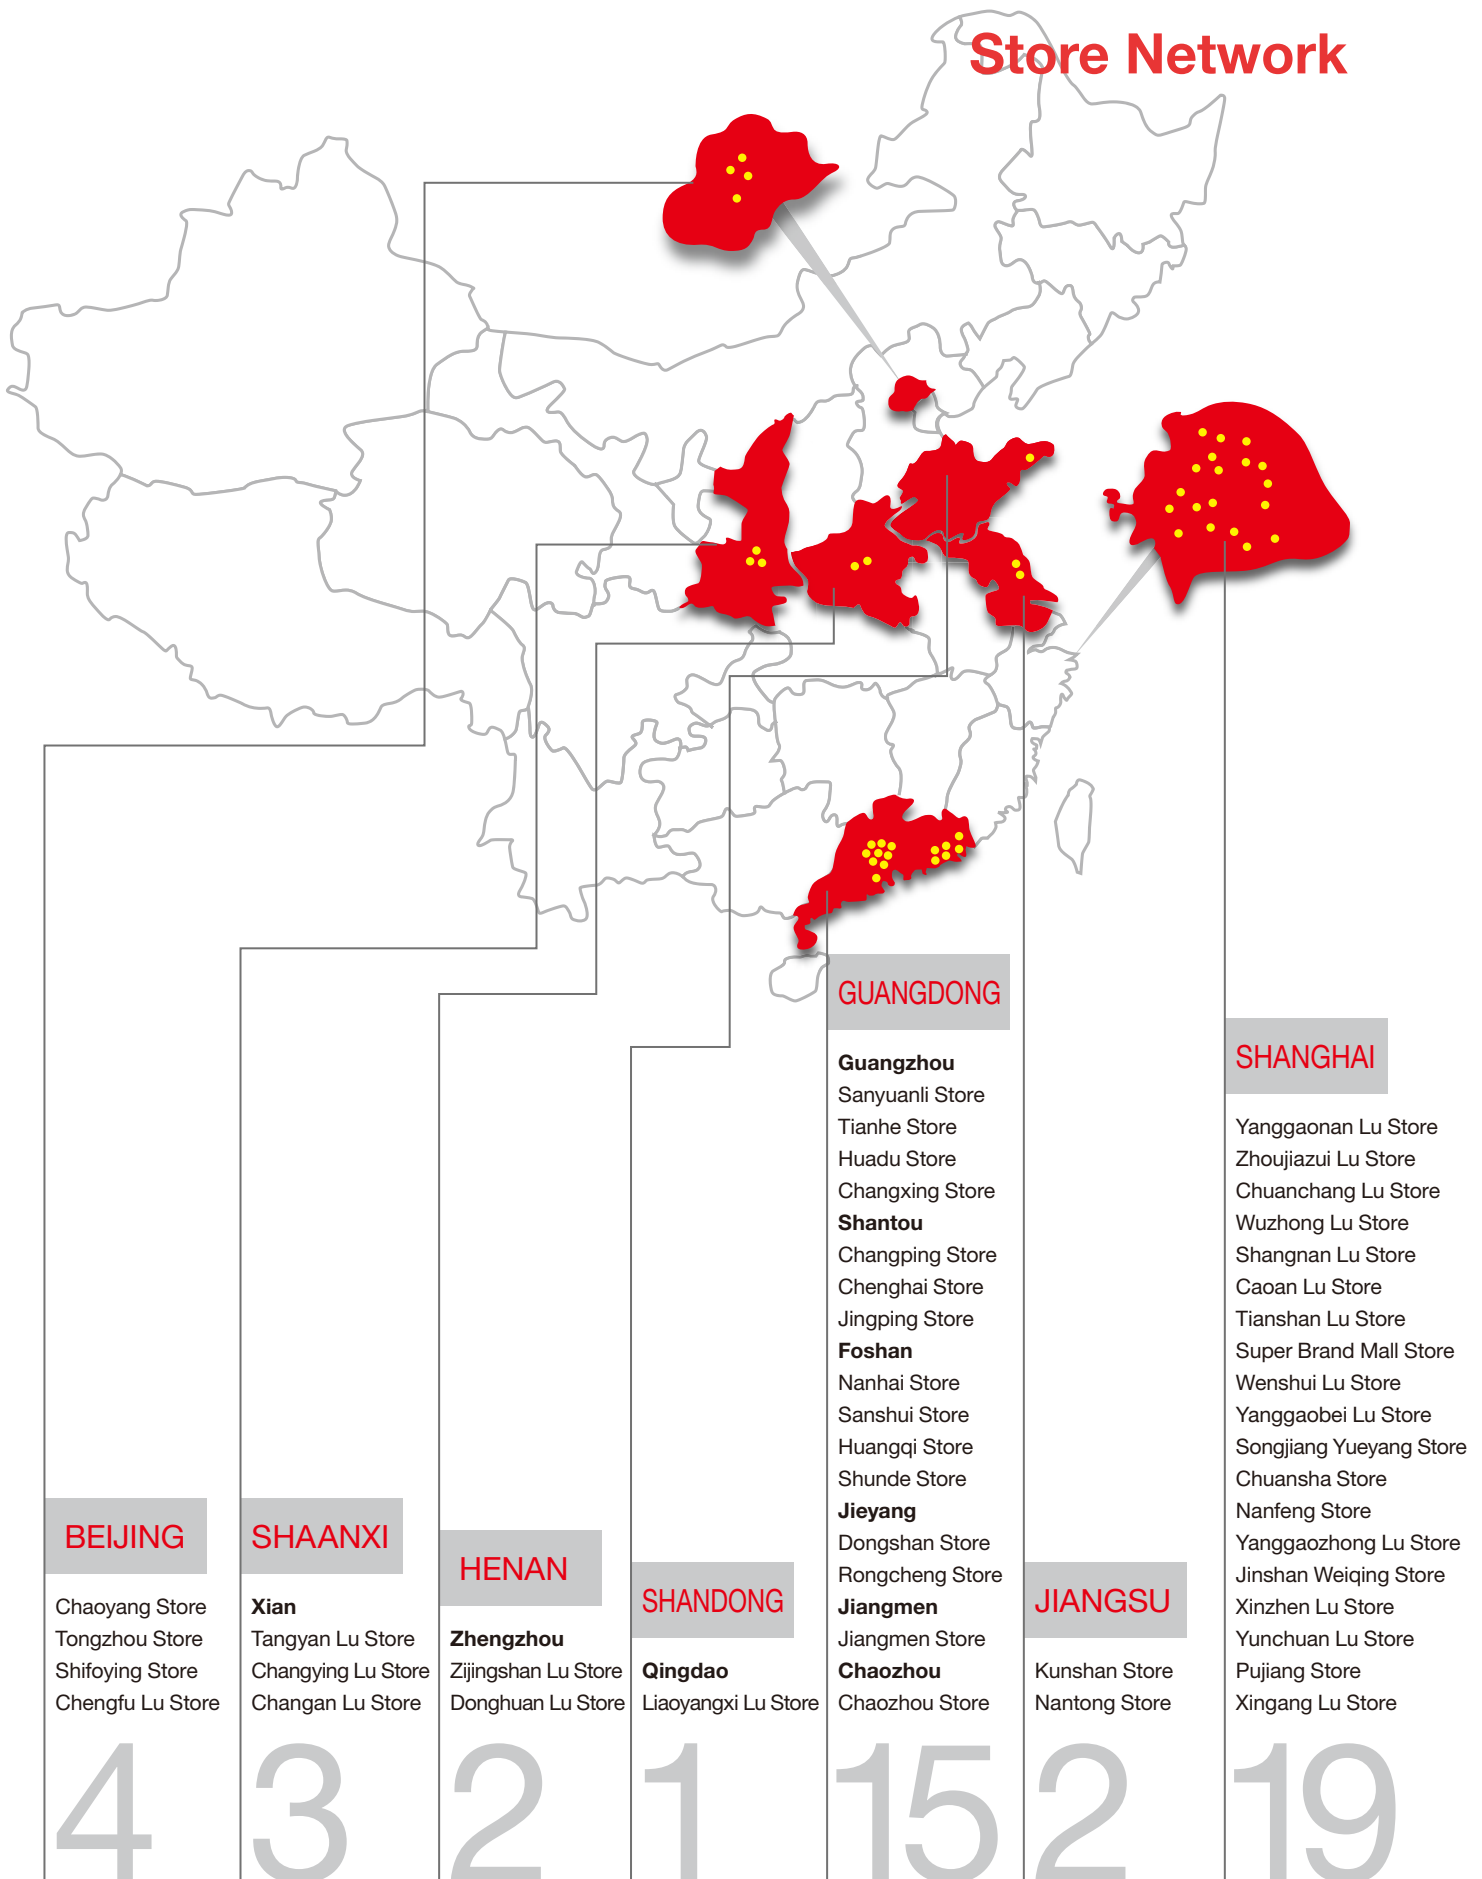 Store Network
BEIJING
Chaoyang Store
Tongzhou Store
Shifoying Store
Chengfu Lu Store
4
SHAANXI
Xian
Tangyan Lu Store
Changying Lu Store
Changan Lu Store
3
HENAN
Zhengzhou
Zijingshan Lu Store
Donghuan Lu Store
2
SHANDONG
Qingdao
Liaoyangxi Lu Store
1
GUANGDONG
Guangzhou
Sanyuanli Store
Tianhe Store
Huadu Store
Changxing Store
Shantou
Changping Store
Chenghai Store
Jingping Store
Foshan
Nanhai Store
Sanshui Store
Huangqi Store
Shunde Store
Jieyang
Dongshan Store
Rongcheng Store
Jiangmen
Jiangmen Store
Chaozhou
Chaozhou Store
15
JIANGSU
Kunshan Store
Nantong Store
2
SHANGHAI
Yanggaonan Lu Store
Zhoujiazui Lu Store
Chuanchang Lu Store
Wuzhong Lu Store
Shangnan Lu Store
Caoan Lu Store
Tianshan Lu Store
Super Brand Mall Store
Wenshui Lu Store
Yanggaobei Lu Store
Songjiang Yueyang Store
Chuansha Store
Nanfeng Store
Yanggaozhong Lu Store
Jinshan Weiqing Store
Xinzhen Lu Store
Yunchuan Lu Store
Pujiang Store
Xingang Lu Store
19